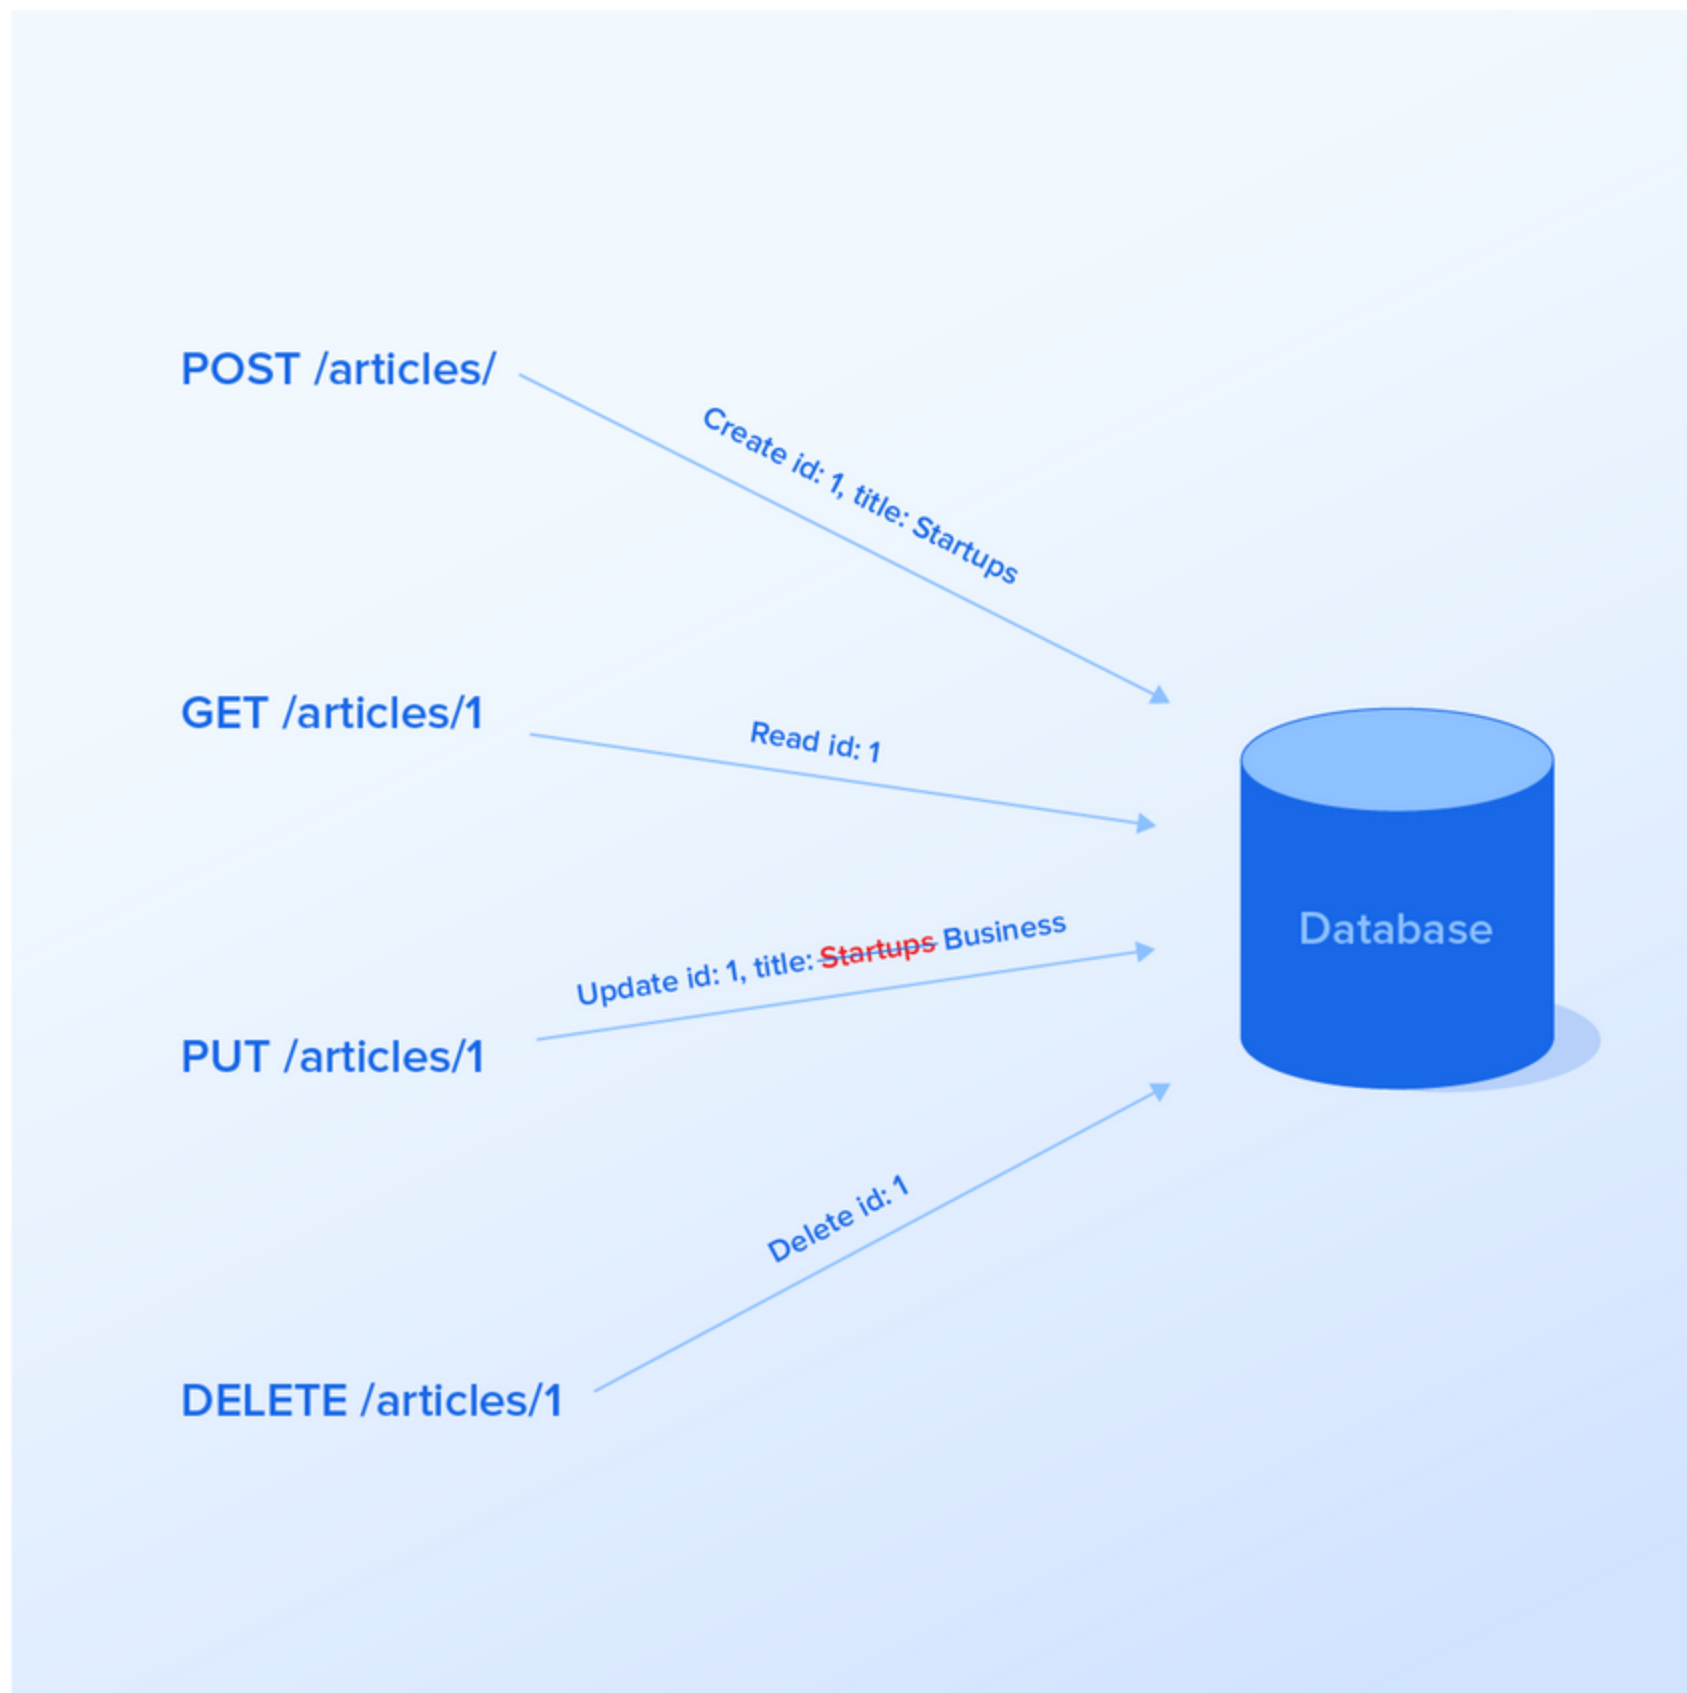 POST /articles/
Create id: 1, title: Startups
GET /articles/1
Read id: 1
Update id: 1, title: Startups Business
PUT /articles/1
Database
Delete id: 1
DELETE /articles/1